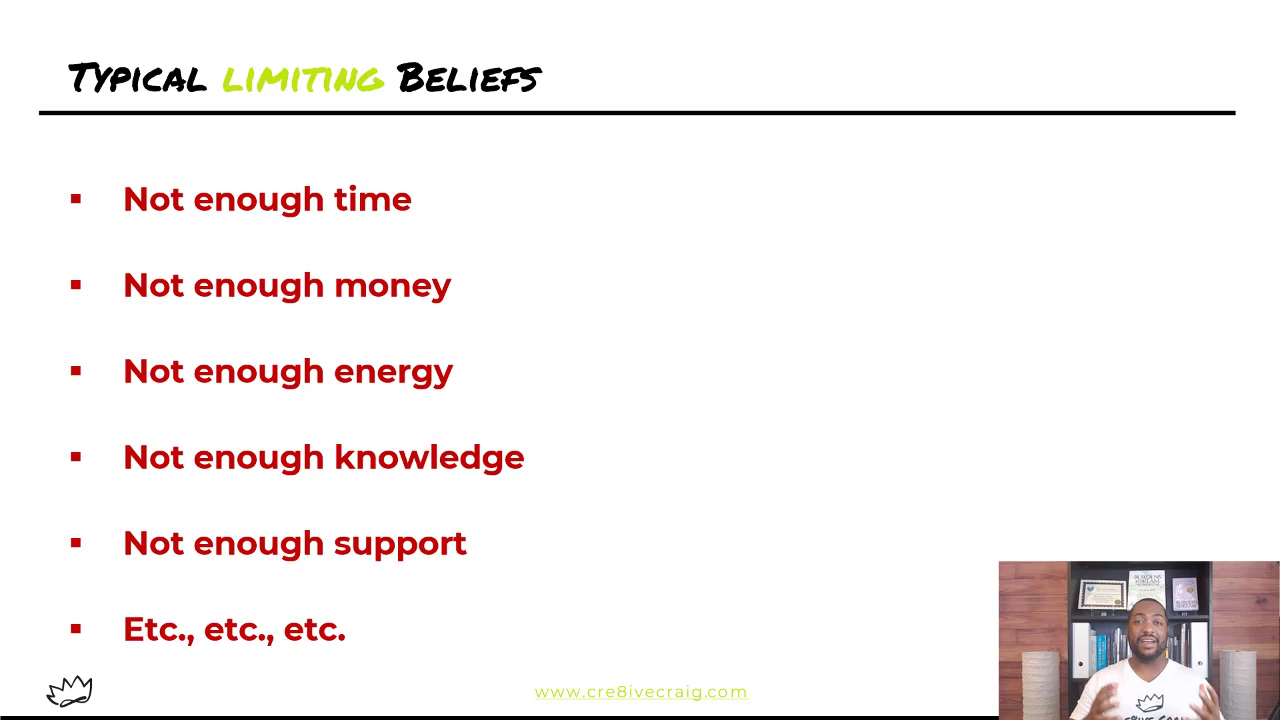 Typical limiting Beliefs
▪ Not enough time
▪ Not enough money
▪ Not enough energy
▪ Not enough knowledge
▪ Not enough support
▪ Etc., etc., etc.
www.cre8ivecraig.com